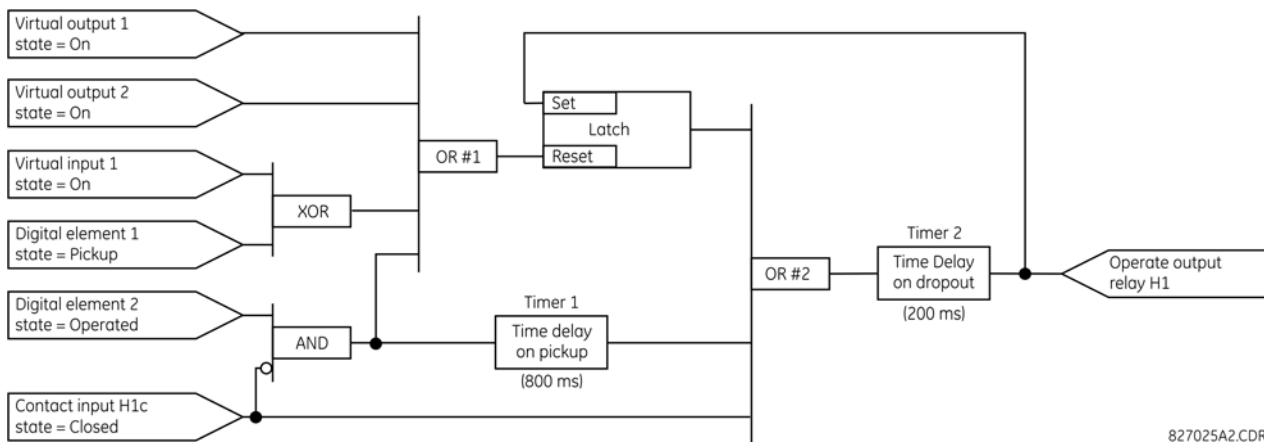 Virtual output 1
state = On
Virtual output 2
state = On
Virtual input 1
state = On
Digital element 1
state = Pickup
Digital element 2
state = Operated
Contact input H1c
state = Closed
XOR
AND
OR #1
Set
Latch
Reset
Timer 1
Time delay
on pickup
(800 ms)
OR #2
Timer 2
Time Delay
on dropout
(200 ms)
Operate output
relay H1
827025A2.CDR